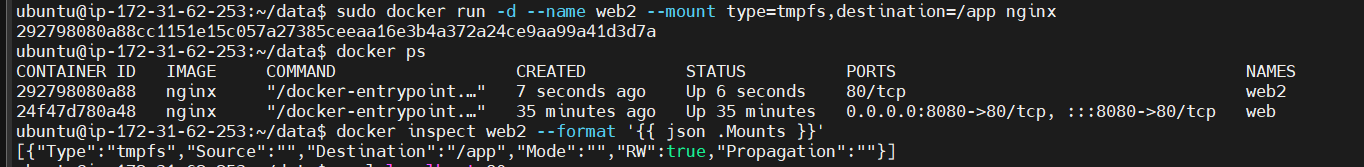 ubuntu@ip-172-31-62-253:~/data$ sudo docker run -d --name web2 --mount type=tmpfs,destination=/app nginx
292798080a88cc1151e15c057a27385ceeaa16e3b4a372a24ce9aa99a41d3d7a
ubuntu@ip-172-31-62-253:~/data$ docker ps
CONTAINER ID   IMAGE     COMMAND                  CREATED          STATUS          PORTS                                   NAMES
292798080a88   nginx     "/docker-entrypoint.…"   7 seconds ago    Up 6 seconds    80/tcp                                  web2
24f47d780a48   nginx     "/docker-entrypoint.…"   35 minutes ago   Up 35 minutes   0.0.0.0:8080->80/tcp, :::8080->80/tcp   web
ubuntu@ip-172-31-62-253:~/data$ docker inspect web2 --format '{{ json .Mounts }}'
[{"Type":"tmpfs","Source":"","Destination":"/app","Mode":"","RW":true,"Propagation":""}]